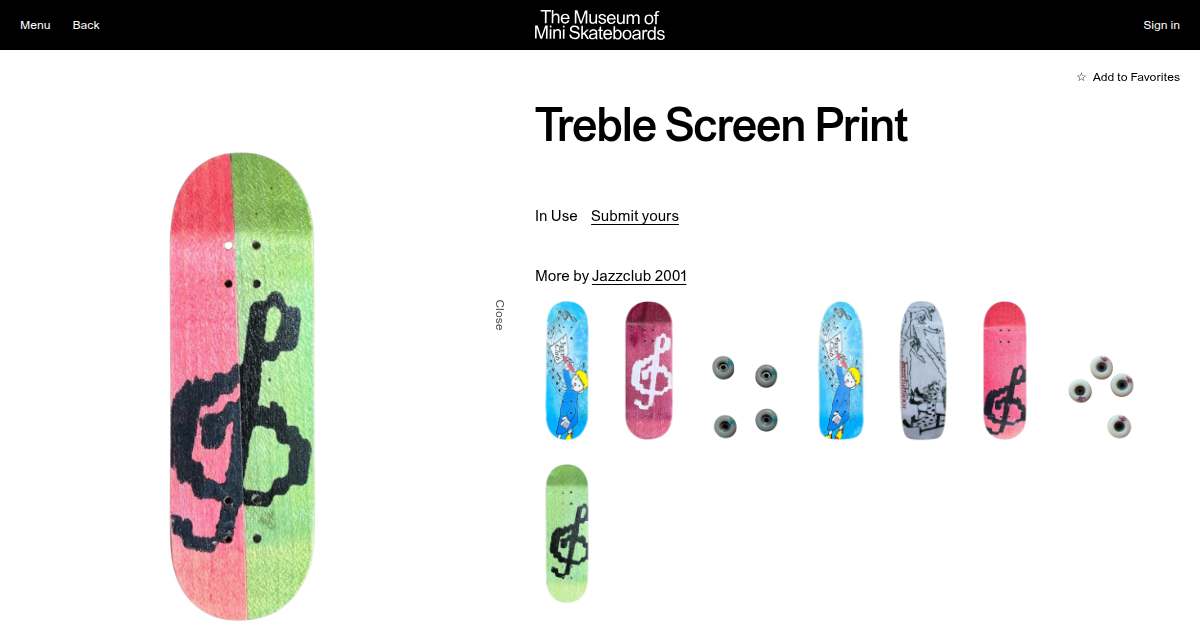 Menu
Back
The Museum of
Mini Skateboards
Sign in
☆ Add to Favorites
Treble Screen Print
In Use Submit yours
More by Jazzclub 2001
Close